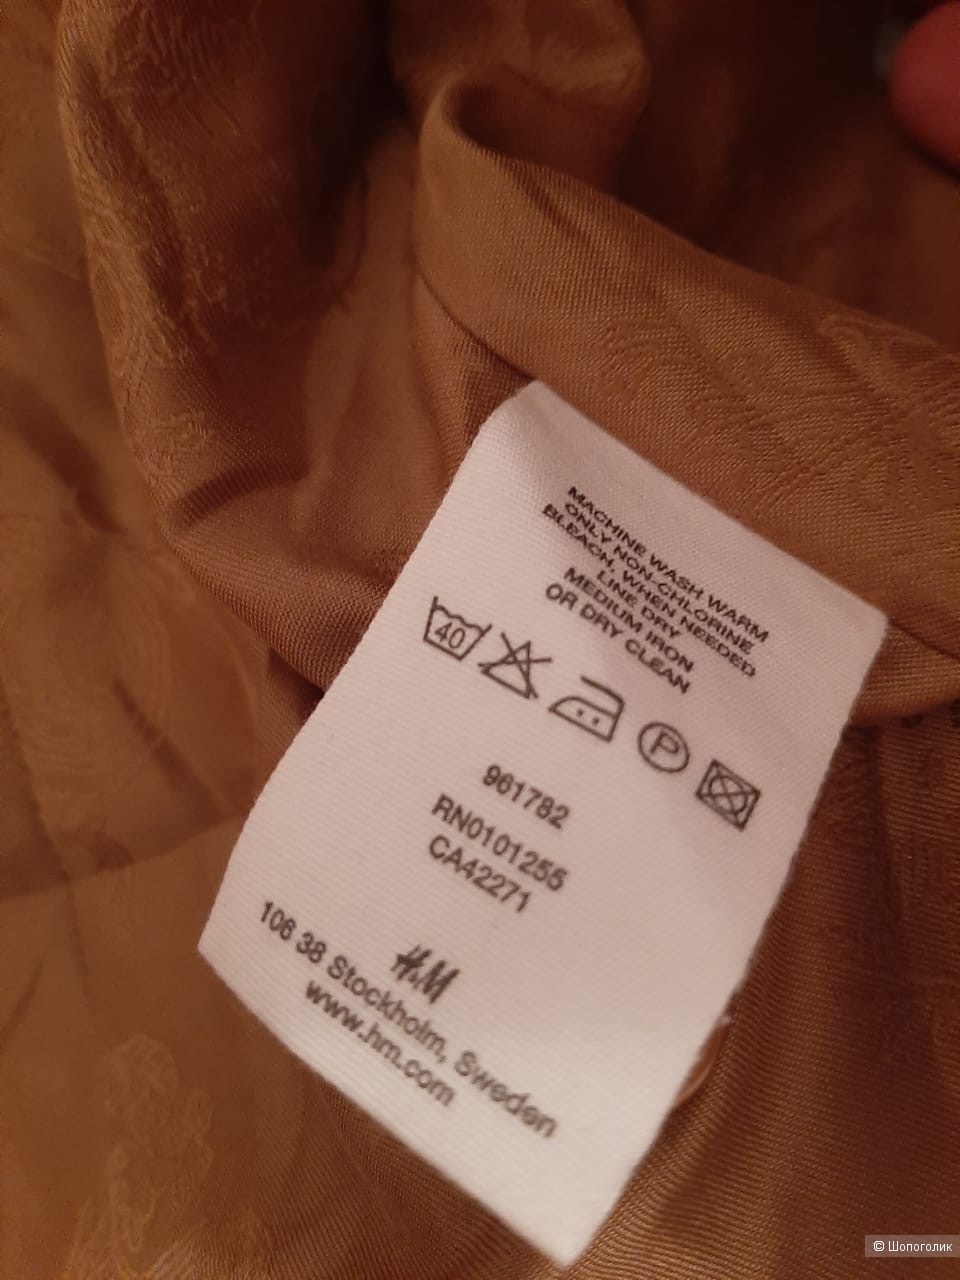 MACHINE WASH WARM
ONLY NON-CHLORINE
BLEACH, WHEN NEEDED
LINE DRY
MEDIUM IRON
OR DRY CLEAN
40
P
961782
RN0101255
CA42271
H&M
106 38 Stockholm, Sweden
www.hm.com
© Шопоголик